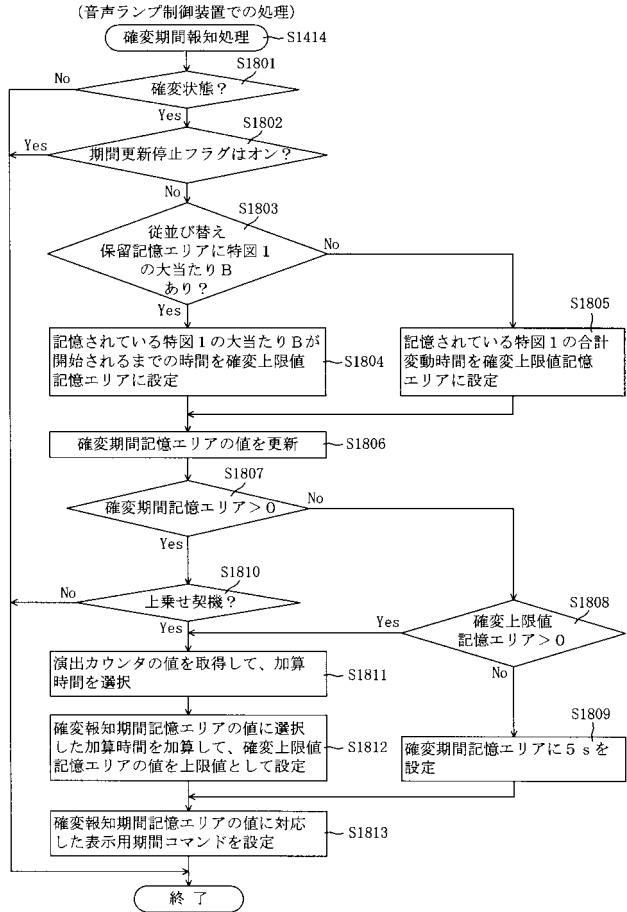 （音声ランプ制御装置での処理）
確変期間報知処理
S1414
S1801
確変状態？
No
Yes
S1802
期間更新停止フラグはオン？
Yes
No
S1803
従並び替え
保留記憶エリアに特図１
の大当たりＢ
あり？
No
Yes
記憶されている特図１の大当たりＢが
開始されるまでの時間を確変上限値
記憶エリアに設定
S1804
S1805
記憶されている特図１の合計
変動時間を確変上限値記憶
エリアに設定
確変期間記憶エリアの値を更新
S1806
S1807
確変期間記憶エリア＞０
No
Yes
S1810
上乗せ契機？
No
Yes
S1808
確変上限値
記憶エリア＞０
Yes
No
演出カウンタの値を取得して、加算
時間を選択
S1811
確変報知期間記憶エリアの値に選択
した加算時間を加算して、確変上限値
記憶エリアの値を上限値として設定
S1812
S1809
確変期間記憶エリアに５ｓを
設定
確変報知期間記憶エリアの値に対応
した表示用期間コマンドを設定
S1813
終 了